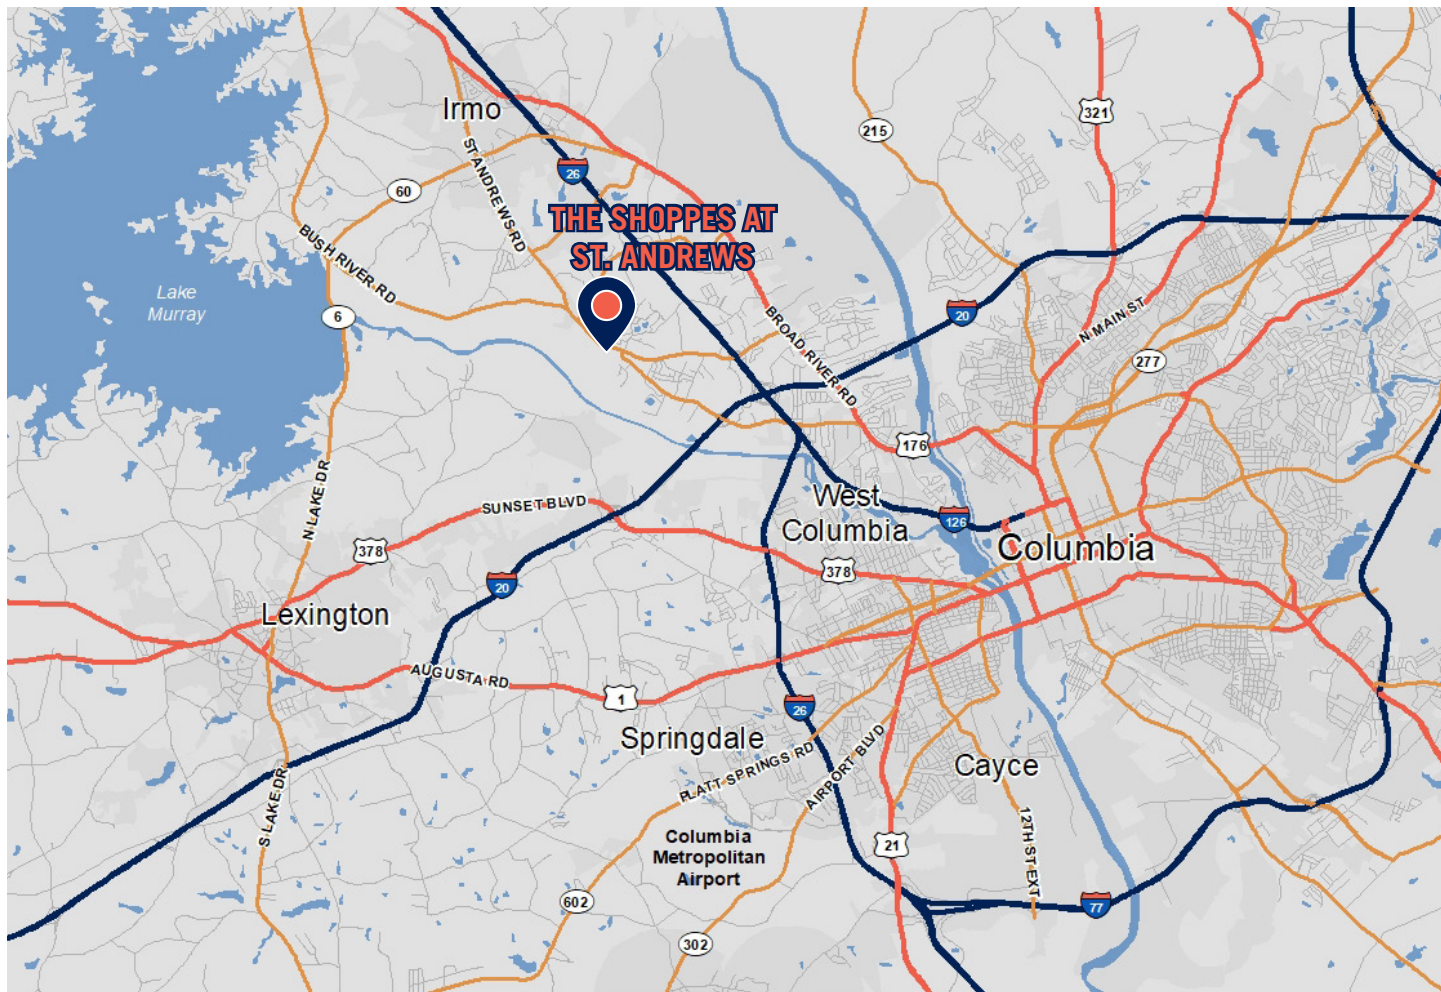 Irmo
321
215
26
60
ST ANDREWS RD
THE SHOPPES AT
ST. ANDREWS
BUSH RIVER RD
Lake
Murray
6
BROAD RIVER RD
20
N MAIN ST
277
176
N LAKE DR
SUNSET BLVD
West
Columbia
126
378
Columbia
378
20
Lexington
AUGUSTA RD
1
26
Springdale
PLATT SPRINGS RD
AIRPORT BLVD
Cayce
S LAKE DR
Columbia
Metropolitan
Airport
21
12TH ST EXT
602
77
302